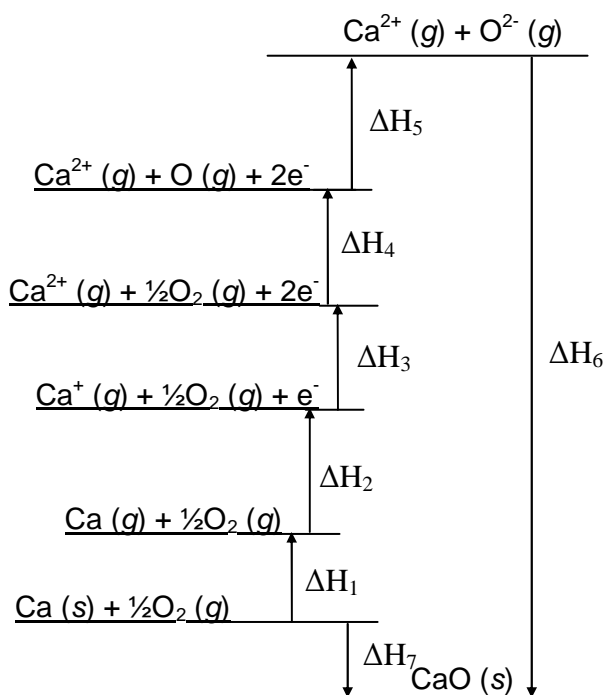 Ca²⁺ (g) + O²⁻ (g)
ΔH₅
Ca²⁺ (g) + O (g) + 2e⁻
ΔH₄
Ca²⁺ (g) + ½O₂ (g) + 2e⁻
ΔH₃
ΔH₆
Ca⁺ (g) + ½O₂ (g) + e⁻
ΔH₂
Ca (g) + ½O₂ (g)
ΔH₁
Ca (s) + ½O₂ (g)
ΔH₇
CaO (s)